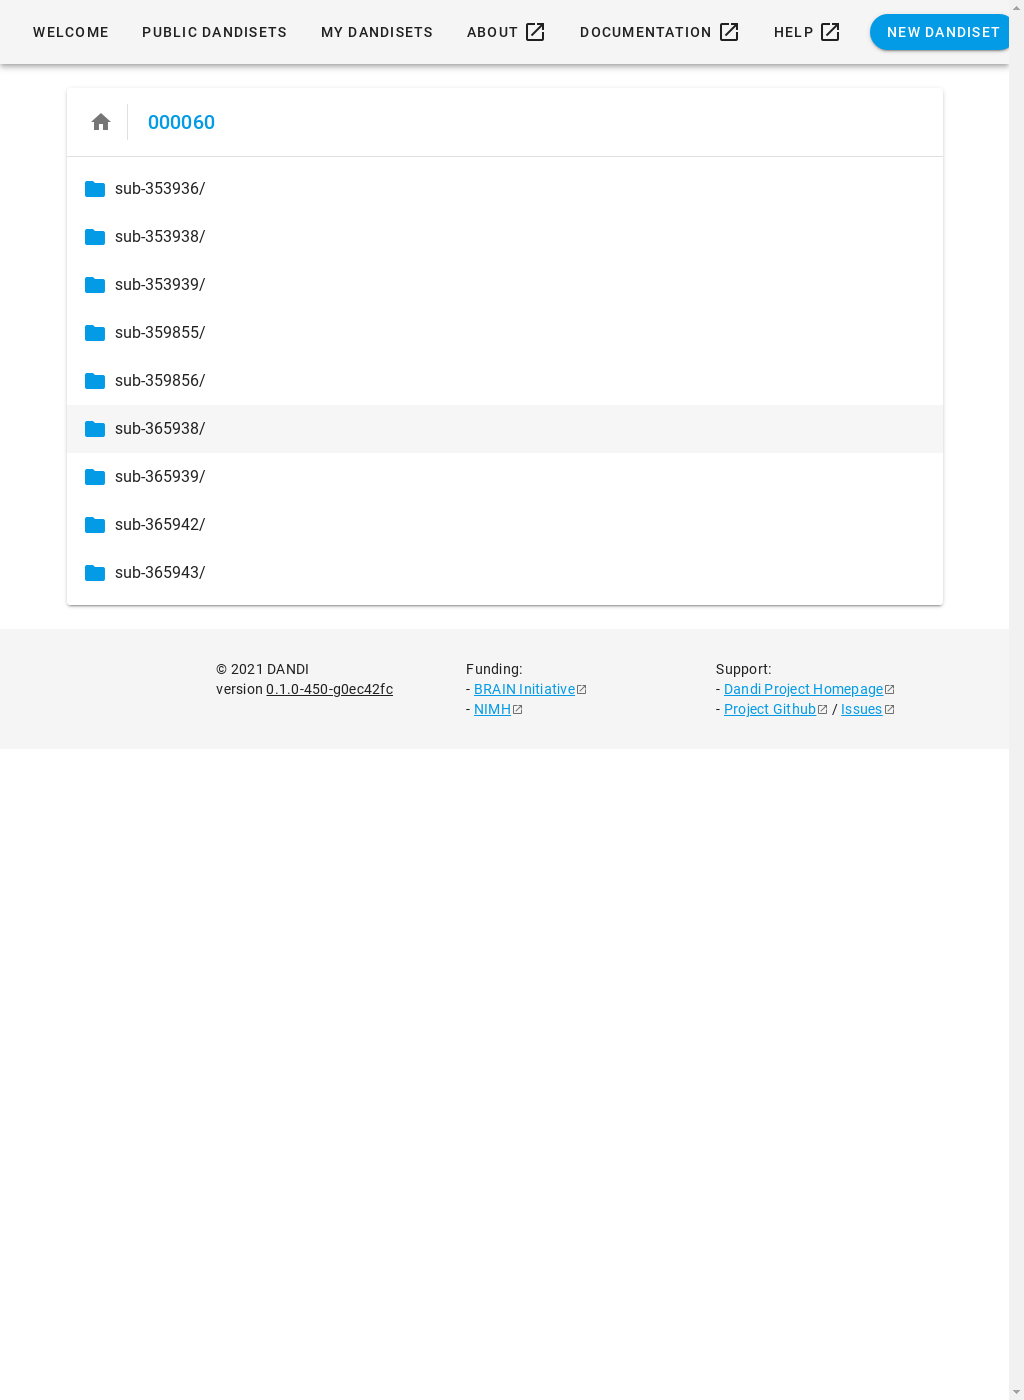 WELCOME PUBLIC DANDISETS MY DANDISETS ABOUT DOCUMENTATION HELP NEW DANDISET
000060
sub-353936/
sub-353938/
sub-353939/
sub-359855/
sub-359856/
sub-365938/
sub-365939/
sub-365942/
sub-365943/
© 2021 DANDI
version 0.1.0-450-g0ec42fc
Funding:
- BRAIN Initiative
- NIMH
Support:
- Dandi Project Homepage
- Project Github / Issues